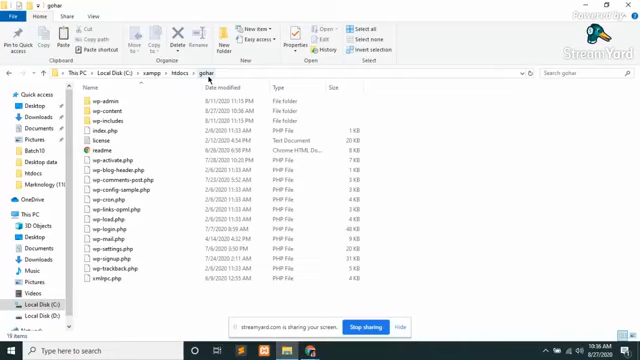 gohar
File Home Share View
Pin to Quick access
Copy
Paste
Cut
Copy path
Paste shortcut
Move to
Copy to
Delete
Rename
New folder
New item
Easy access
Properties
Open
Edit
History
Select all
Select none
Invert selection
Clipboard
Organize
New
Open
Select
Powered by
StreamYard
This PC > Local Disk (C:) > xampp > htdocs > gohar
Search gohar
Name Date modified Type Size
Quick access
Desktop
Downloads
Documents
Pictures
Batch10
Desktop data
htdocs
Marknology (110
OneDrive
This PC
3D Objects
Desktop
Documents
Downloads
Music
Pictures
Videos
Local Disk (C:)
Local Disk (D:)
wp-admin 8/11/2020 11:15 PM File folder
wp-content 8/27/2020 10:36 AM File folder
wp-includes 8/11/2020 11:15 PM File folder
index.php 2/6/2020 11:33 AM PHP File 1 KB
license 2/12/2020 4:54 PM Text Document 20 KB
readme 8/26/2020 6:58 PM Chrome HTML Do...
wp-activate.php 7/28/2020 10:20 PM PHP File
wp-blog-header.php 2/6/2020 11:33 AM PHP File 1 KB
wp-comments-post.php 7/23/2020 5:52 AM PHP File 3 KB
wp-config-sample.php 2/6/2020 11:33 AM PHP File 3 KB
wp-cron.php 2/6/2020 11:33 AM PHP File 4 KB
wp-links-opml.php 2/6/2020 11:33 AM PHP File 3 KB
wp-load.php 2/6/2020 11:33 AM PHP File 4 KB
wp-login.php 7/7/2020 8:59 AM PHP File 48 KB
wp-mail.php 4/14/2020 4:32 PM PHP File 9 KB
wp-settings.php 7/6/2020 3:50 PM PHP File 20 KB
wp-signup.php 7/24/2020 2:11 AM PHP File 31 KB
wp-trackback.php 2/6/2020 11:33 AM PHP File 5 KB
xmlrpc.php 6/9/2020 12:55 AM PHP File 4 KB
19 items
streamyard.com is sharing your screen. Stop sharing Hide
Type here to search
10:36 AM
8/27/2020